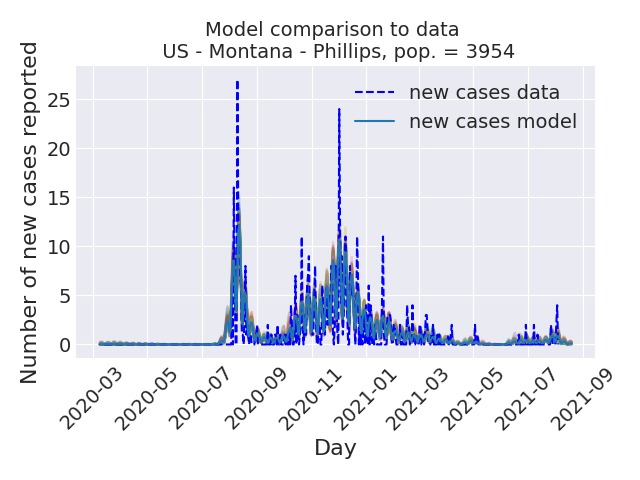 Model comparison to data
US - Montana - Phillips, pop. = 3954
Number of new cases reported
25
20
15
10
5
0
new cases data
new cases model
2020-03
2020-05
2020-07
2020-09
2020-11
2021-01
2021-03
2021-05
2021-07
2021-09
Day